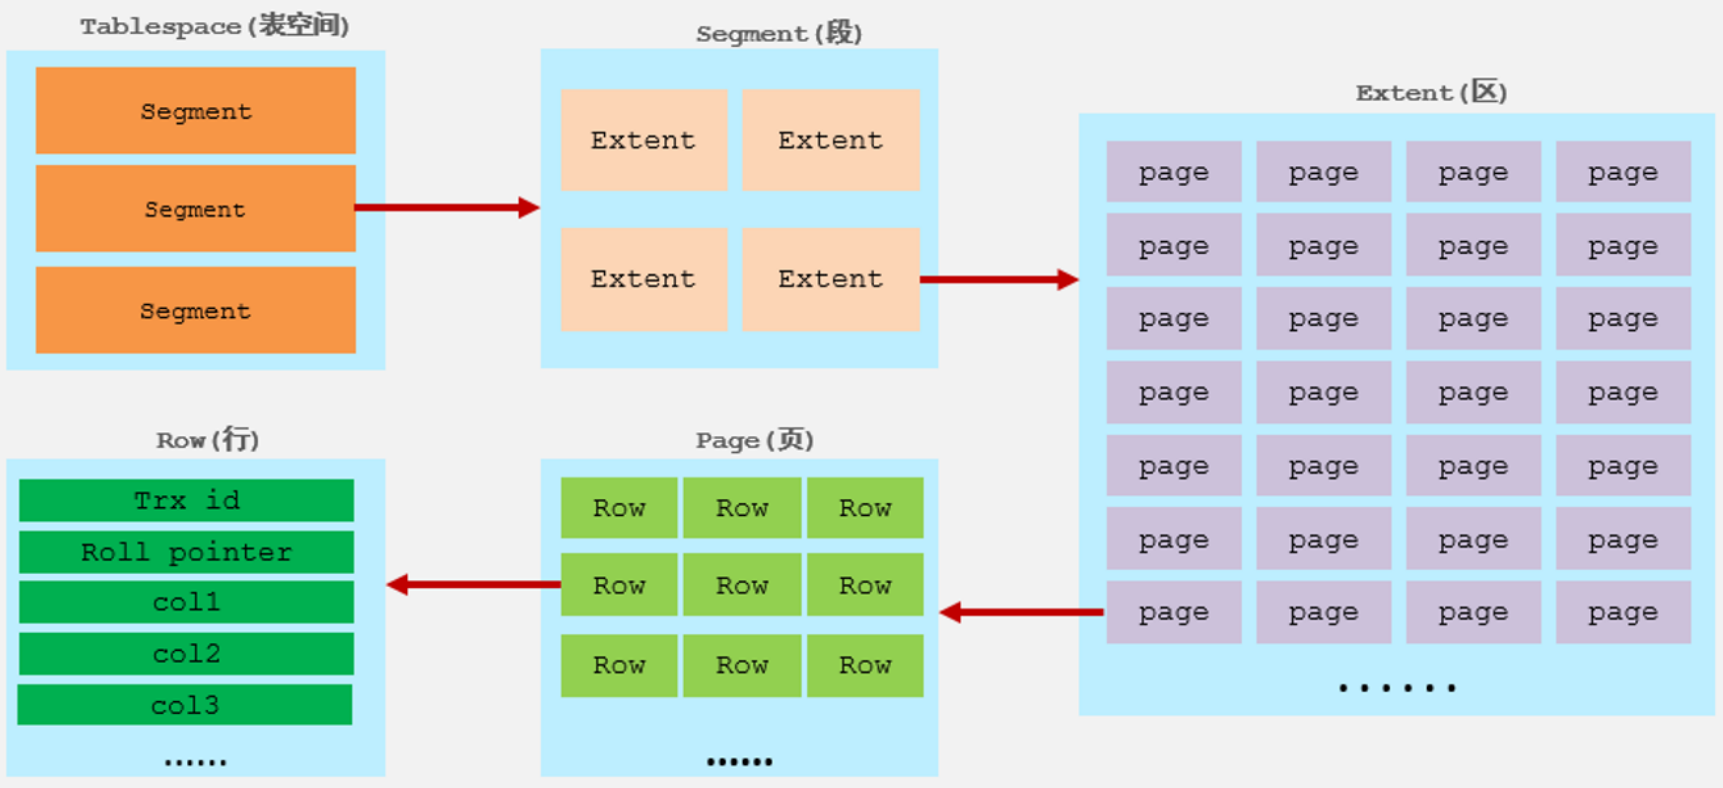 Tablespace(表空间)
Segment
Segment
Segment
Segment(段)
Extent Extent
Extent Extent
Extent(区)
page page page page
page page page page
page page page page
page page page page
page page page page
page page page page
page page page page
......
Row(行)
Trx id
Roll pointer
col1
col2
col3
......
Page(页)
Row Row Row
Row Row Row
Row Row Row
......